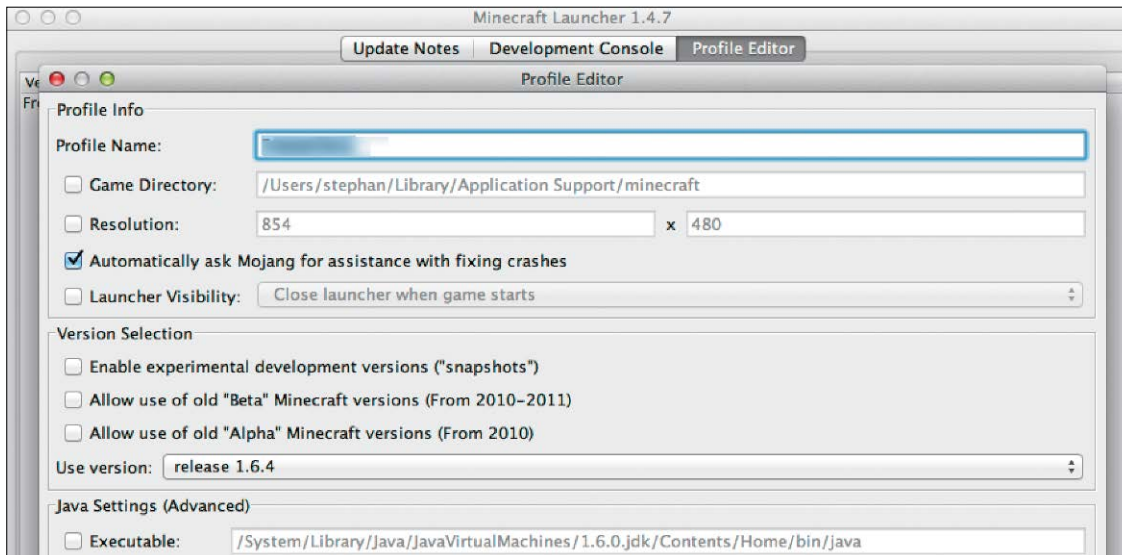 Minecraft Launcher 1.4.7
Update Notes Development Console Profile Editor
Profile Editor
Profile Info
Profile Name:
Game Directory: /Users/stephan/Library/Application Support/minecraft
Resolution: 854 x 480
Automatically ask Mojang for assistance with fixing crashes
Launcher Visibility: Close launcher when game starts
Version Selection
Enable experimental development versions ("snapshots")
Allow use of old "Beta" Minecraft versions (From 2010-2011)
Allow use of old "Alpha" Minecraft versions (From 2010)
Use version: release 1.6.4
Java Settings (Advanced)
Executable: /System/Library/Java/JavaVirtualMachines/1.6.0.jdk/Contents/Home/bin/java